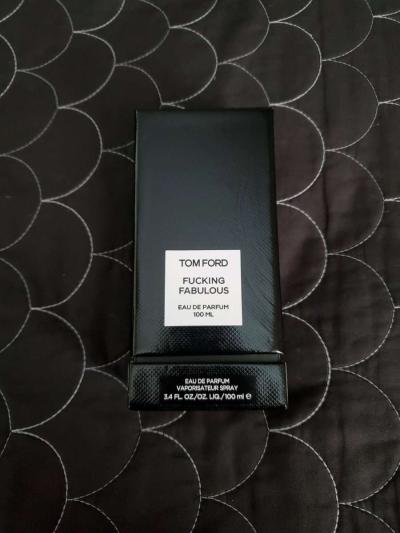 TOM FORD
FUCKING
FABULOUS
EAU DE PARFUM
100 ML
EAU DE PARFUM
VAPORISATEUR SPRAY
3.4 FL. OZ./OZ. LIQ./100 ml ℮